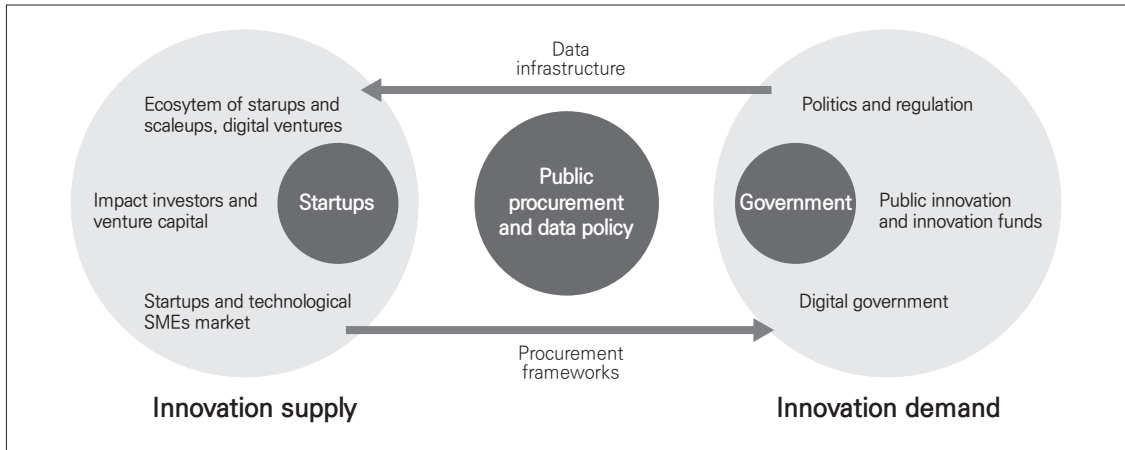 Data
infrastructure
Ecosytem of starups and
scaleups, digital ventures
Impact investors and
venture capital
Startups
Startups and technological
SMEs market
Public
procurement
and data policy
Politics and regulation
Government
Public innovation
and innovation funds
Digital government
Procurement
frameworks
Innovation supply
Innovation demand